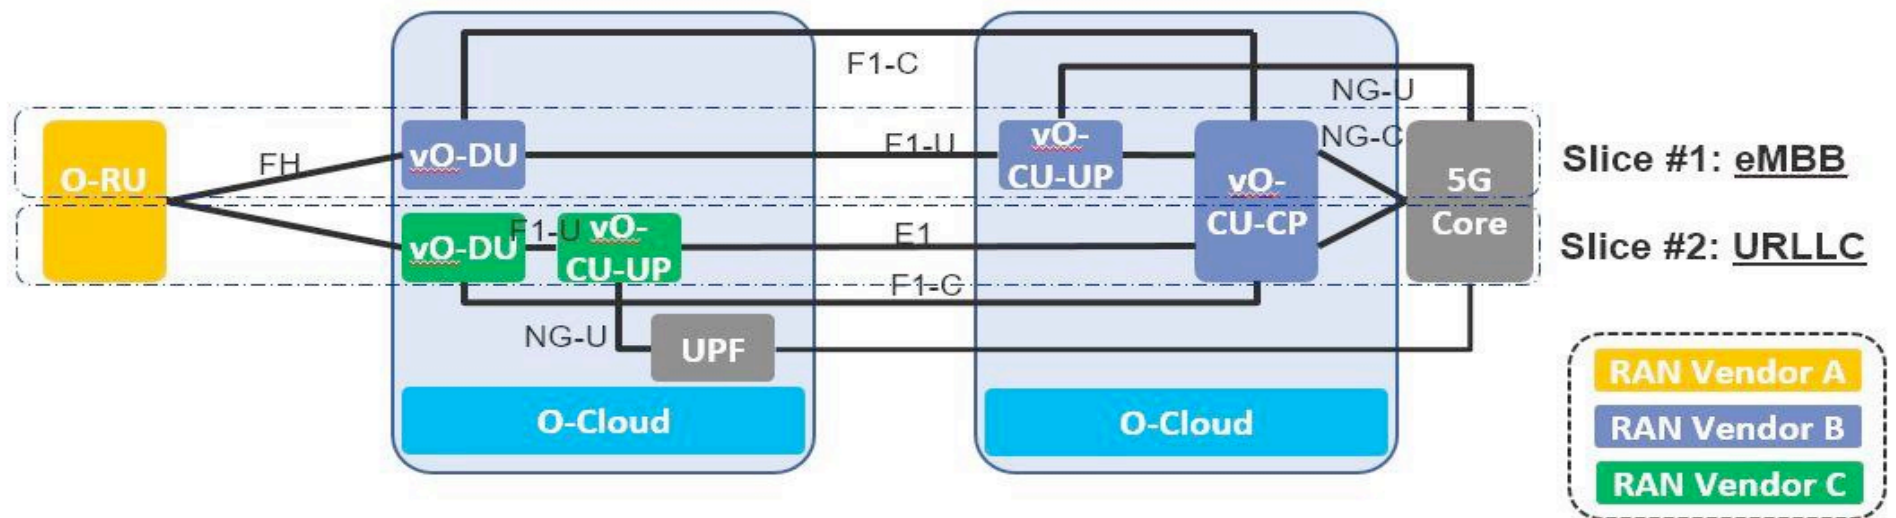 F1-C
NG-U
O-RU
FH
vO-DU
F1-U
vO-
CU-UP
vO-
CU-CP
NG-C
5G
Core
Slice #1: eMBB
vO-DU
F1-U
vO-
CU-UP
E1
Slice #2: URLLC
F1-C
NG-U
UPF
O-Cloud
O-Cloud
RAN Vendor A
RAN Vendor B
RAN Vendor C